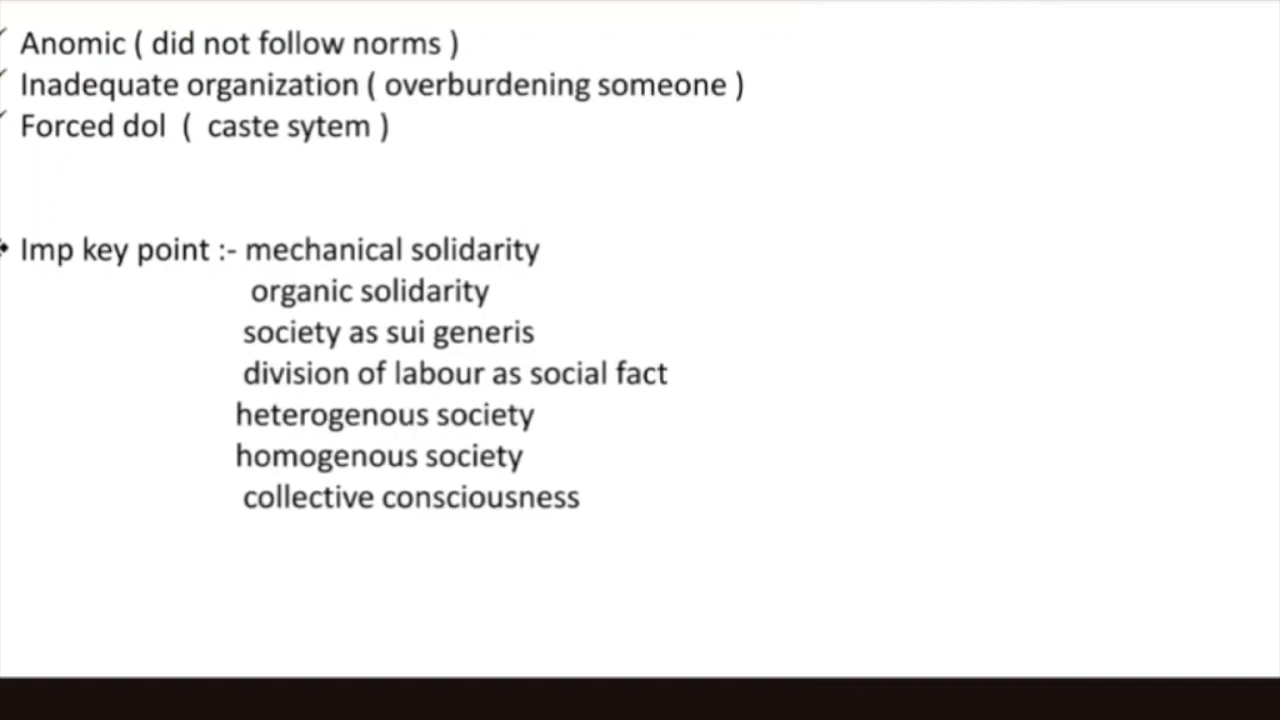 Anomic ( did not follow norms )
Inadequate organization ( overburdening someone )
Forced dol ( caste sytem )
Imp key point :- mechanical solidarity
organic solidarity
society as sui generis
division of labour as social fact
heterogenous society
homogenous society
collective consciousness